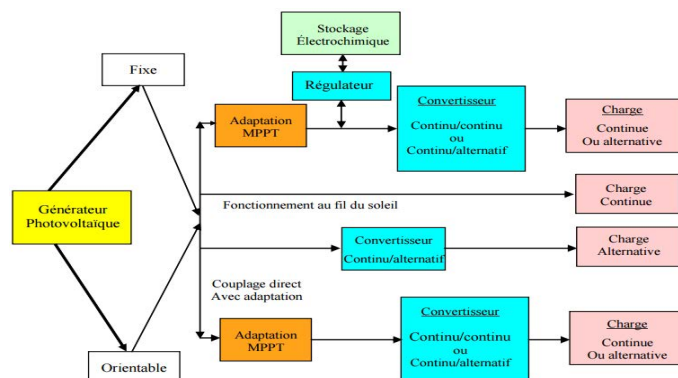 Stockage
Électrochimique
Fixe
Régulateur
Adaptation
MPPT
Convertisseur
Continu/continu
ou
Continu/alternatif
Charge
Continue
Ou alternative
Générateur
Photovoltaïque
Fonctionnement au fil du soleil
Charge
Continue
Convertisseur
Continu/alternatif
Charge
Alternative
Couplage direct
Avec adaptation
Adaptation
MPPT
Convertisseur
Continu/continu
ou
Continu/alternatif
Charge
Continue
Ou alternative
Orientable